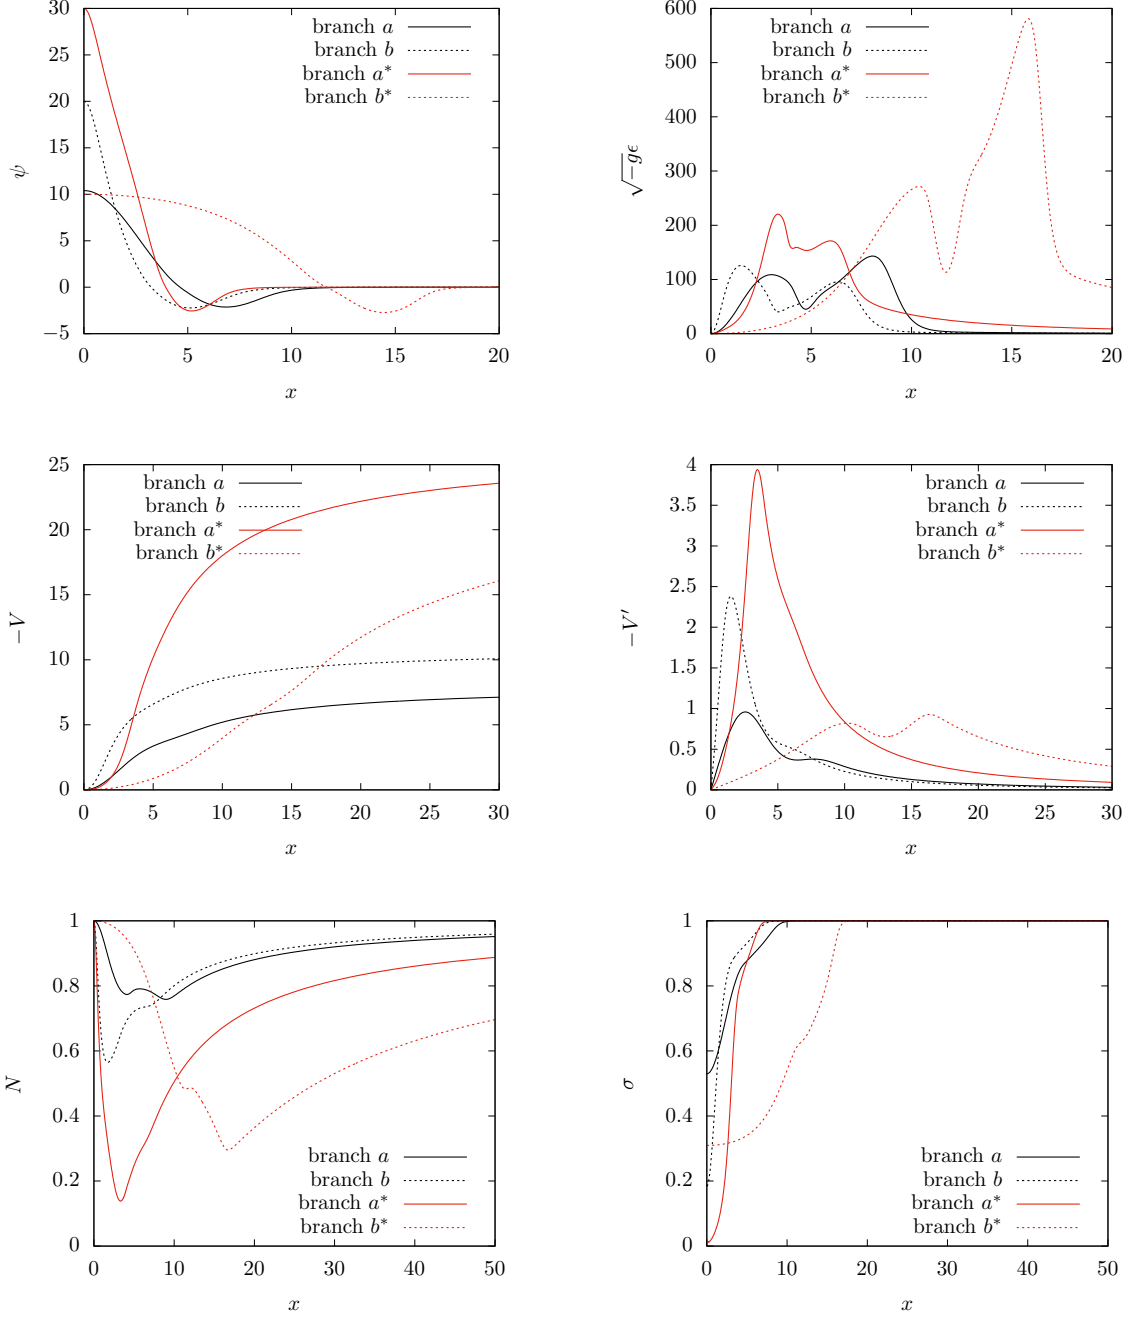 30
25
20
15
10
5
0
−5
0 5 10 15 20
ψ
x
branch a
branch b
branch a*
branch b*
600
500
400
300
200
100
0
0 5 10 15 20
√−gϵ
x
branch a
branch b
branch a*
branch b*
25
20
15
10
5
0
0 5 10 15 20 25 30
−V
x
branch a
branch b
branch a*
branch b*
4
3.5
3
2.5
2
1.5
1
0.5
0
0 5 10 15 20 25 30
−V′
x
branch a
branch b
branch a*
branch b*
1
0.8
0.6
0.4
0.2
0
0 10 20 30 40 50
N
x
branch a
branch b
branch a*
branch b*
1
0.8
0.6
0.4
0.2
0
0 10 20 30 40 50
σ
x
branch a
branch b
branch a*
branch b*